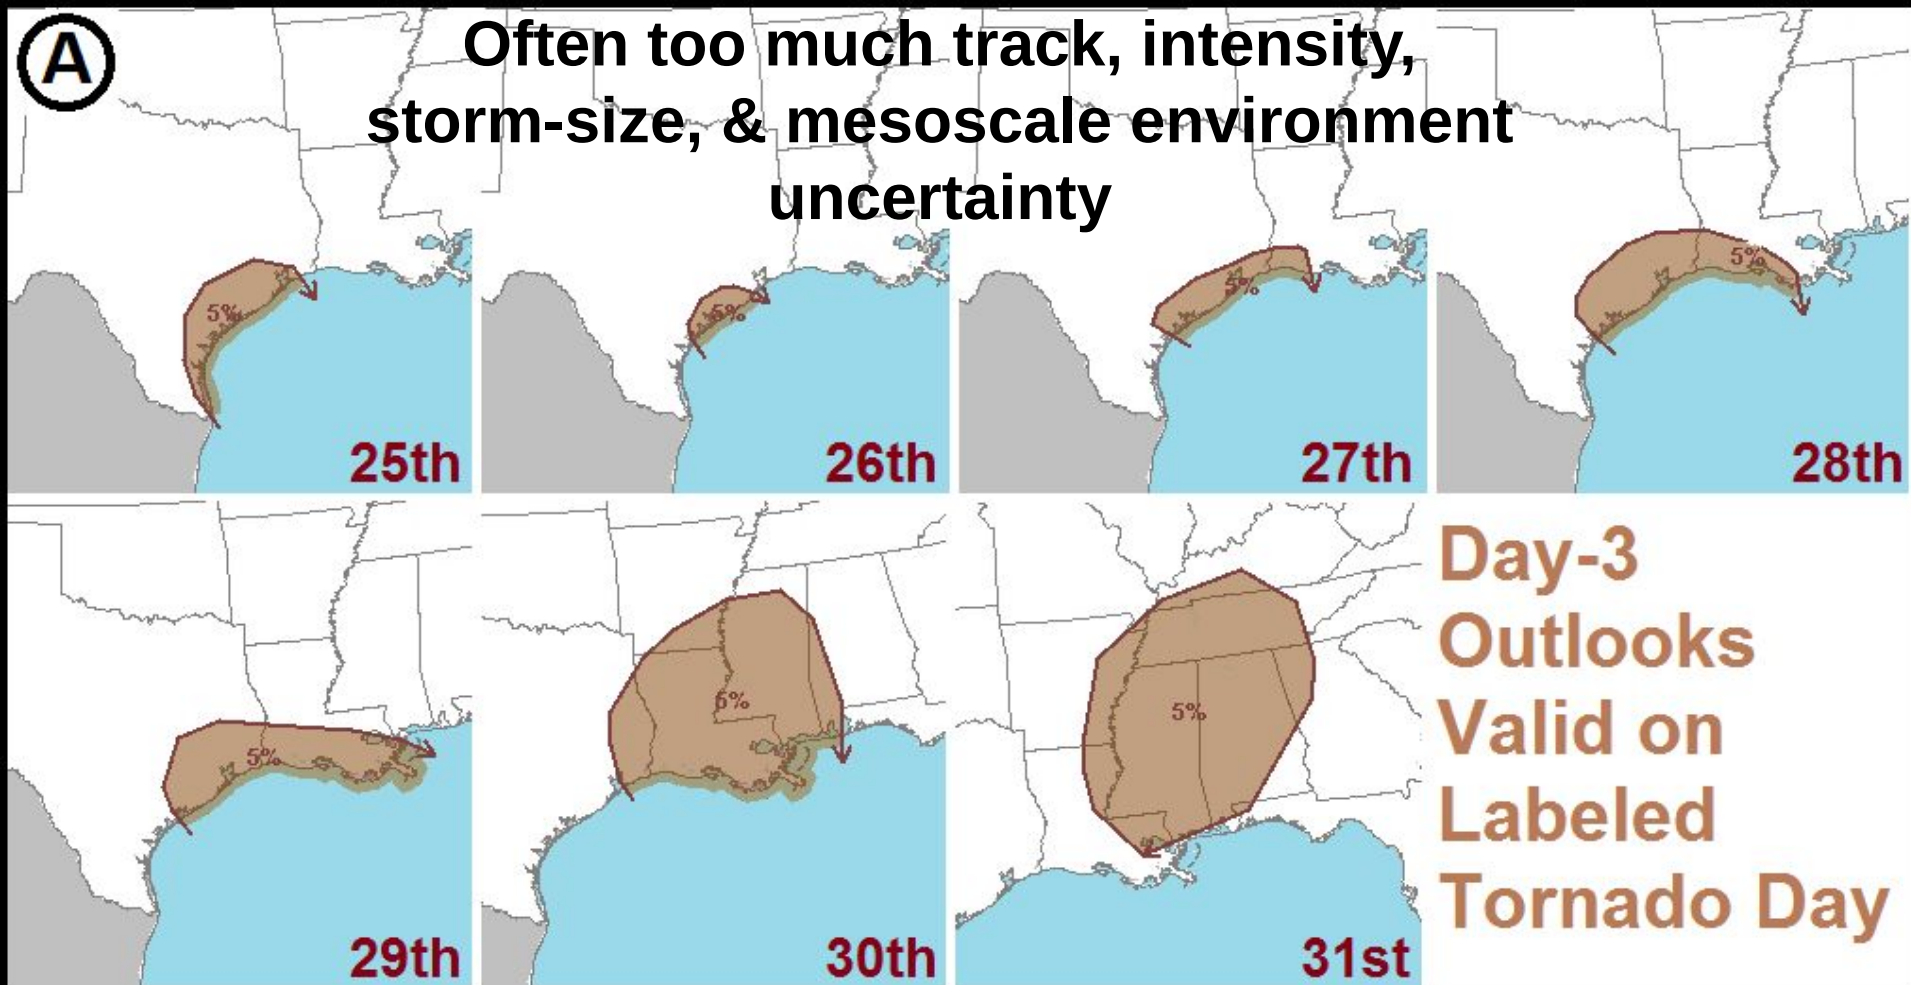 A
Often too much track, intensity,
storm-size, & mesoscale environment
uncertainty
5%
25th
5%
26th
5%
27th
5%
28th
5%
29th
5%
30th
5%
31st
Day-3
Outlooks
Valid on
Labeled
Tornado Day